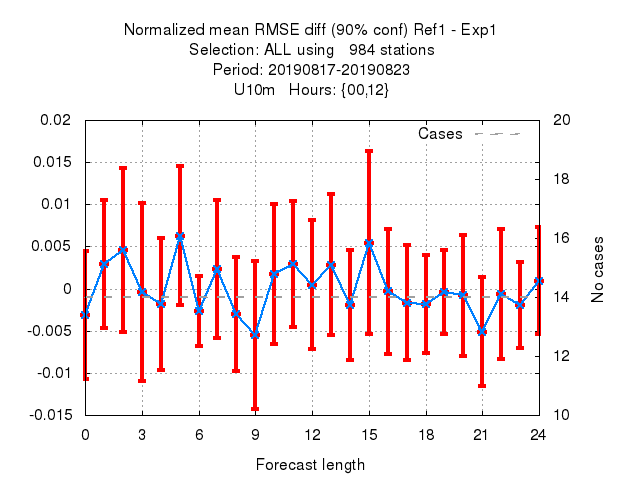 Normalized mean RMSE diff (90% conf) Ref1 - Exp1
Selection: ALL using 984 stations
Period: 20190817-20190823
U10m Hours: {00,12}
Cases
0.02
0.015
0.01
0.005
0
-0.005
-0.01
-0.015
20
18
16
14
12
10
No cases
0 3 6 9 12 15 18 21 24
Forecast length